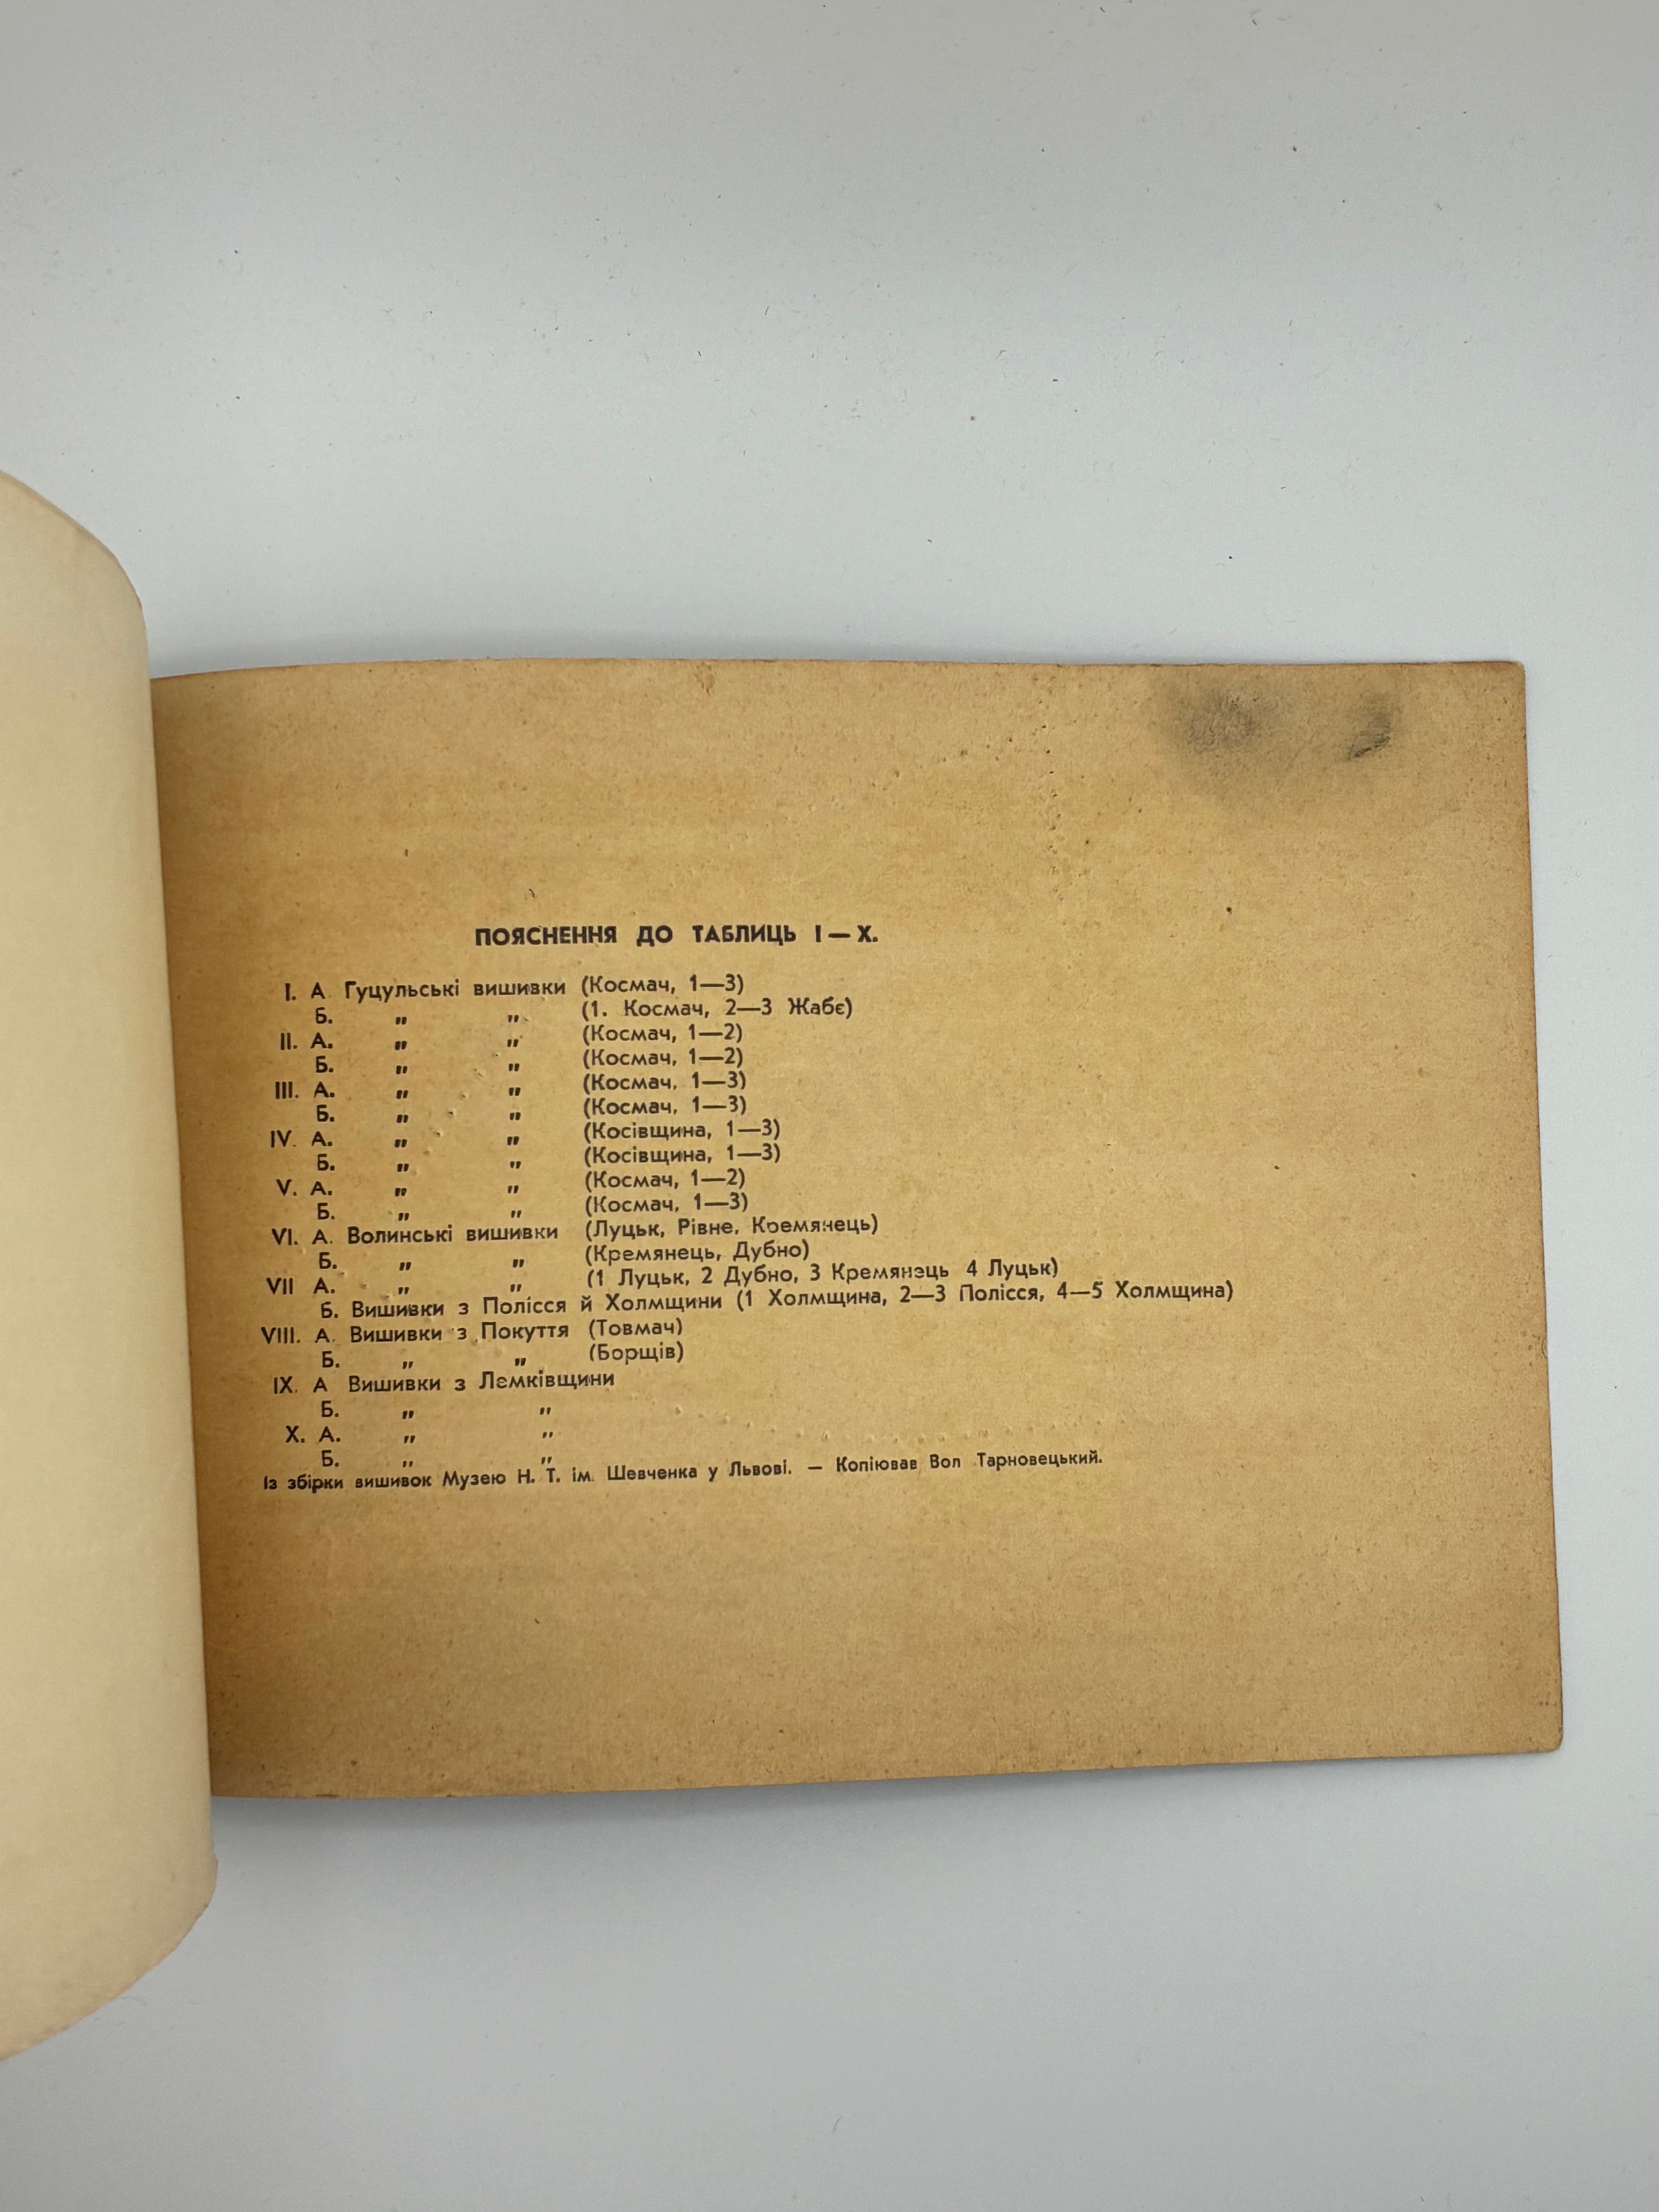 ПОЯСНЕННЯ ДО ТАБЛИЦЬ I — X.
I. А Гуцульські вишивки (Космач, 1—3)
Б. „ „ (1. Космач, 2—3 Жабє)
II. А. „ „ (Космач, 1—2)
Б. „ „ (Космач, 1—2)
III. А. „ „ (Космач, 1—3)
Б. „ „ (Космач, 1—3)
IV. А. „ „ (Косівщина, 1—3)
Б. „ „ (Косівщина, 1—3)
V. А. „ „ (Космач, 1—2)
Б. „ „ (Космач, 1—3)
VI. А. Волинські вишивки (Луцьк, Рівне, Кремянець)
Б. „ „ (Кремянець, Дубно)
VII А. „ „ (1 Луцьк, 2 Дубно, 3 Кремянець 4 Луцьк)
Б. Вишивки з Полісся й Холмщини (1 Холмщина, 2—3 Полісся, 4—5 Холмщина)
VIII. А. Вишивки з Покуття (Товмач)
Б. „ „ (Борщів)
IX. А Вишивки з Лемківщини
Б. „ „
X. А. „ „
Б. „ „
Із збірки вишивок Музею Н. Т. ім. Шевченка у Львові. — Копіював Вол Тарновецький.